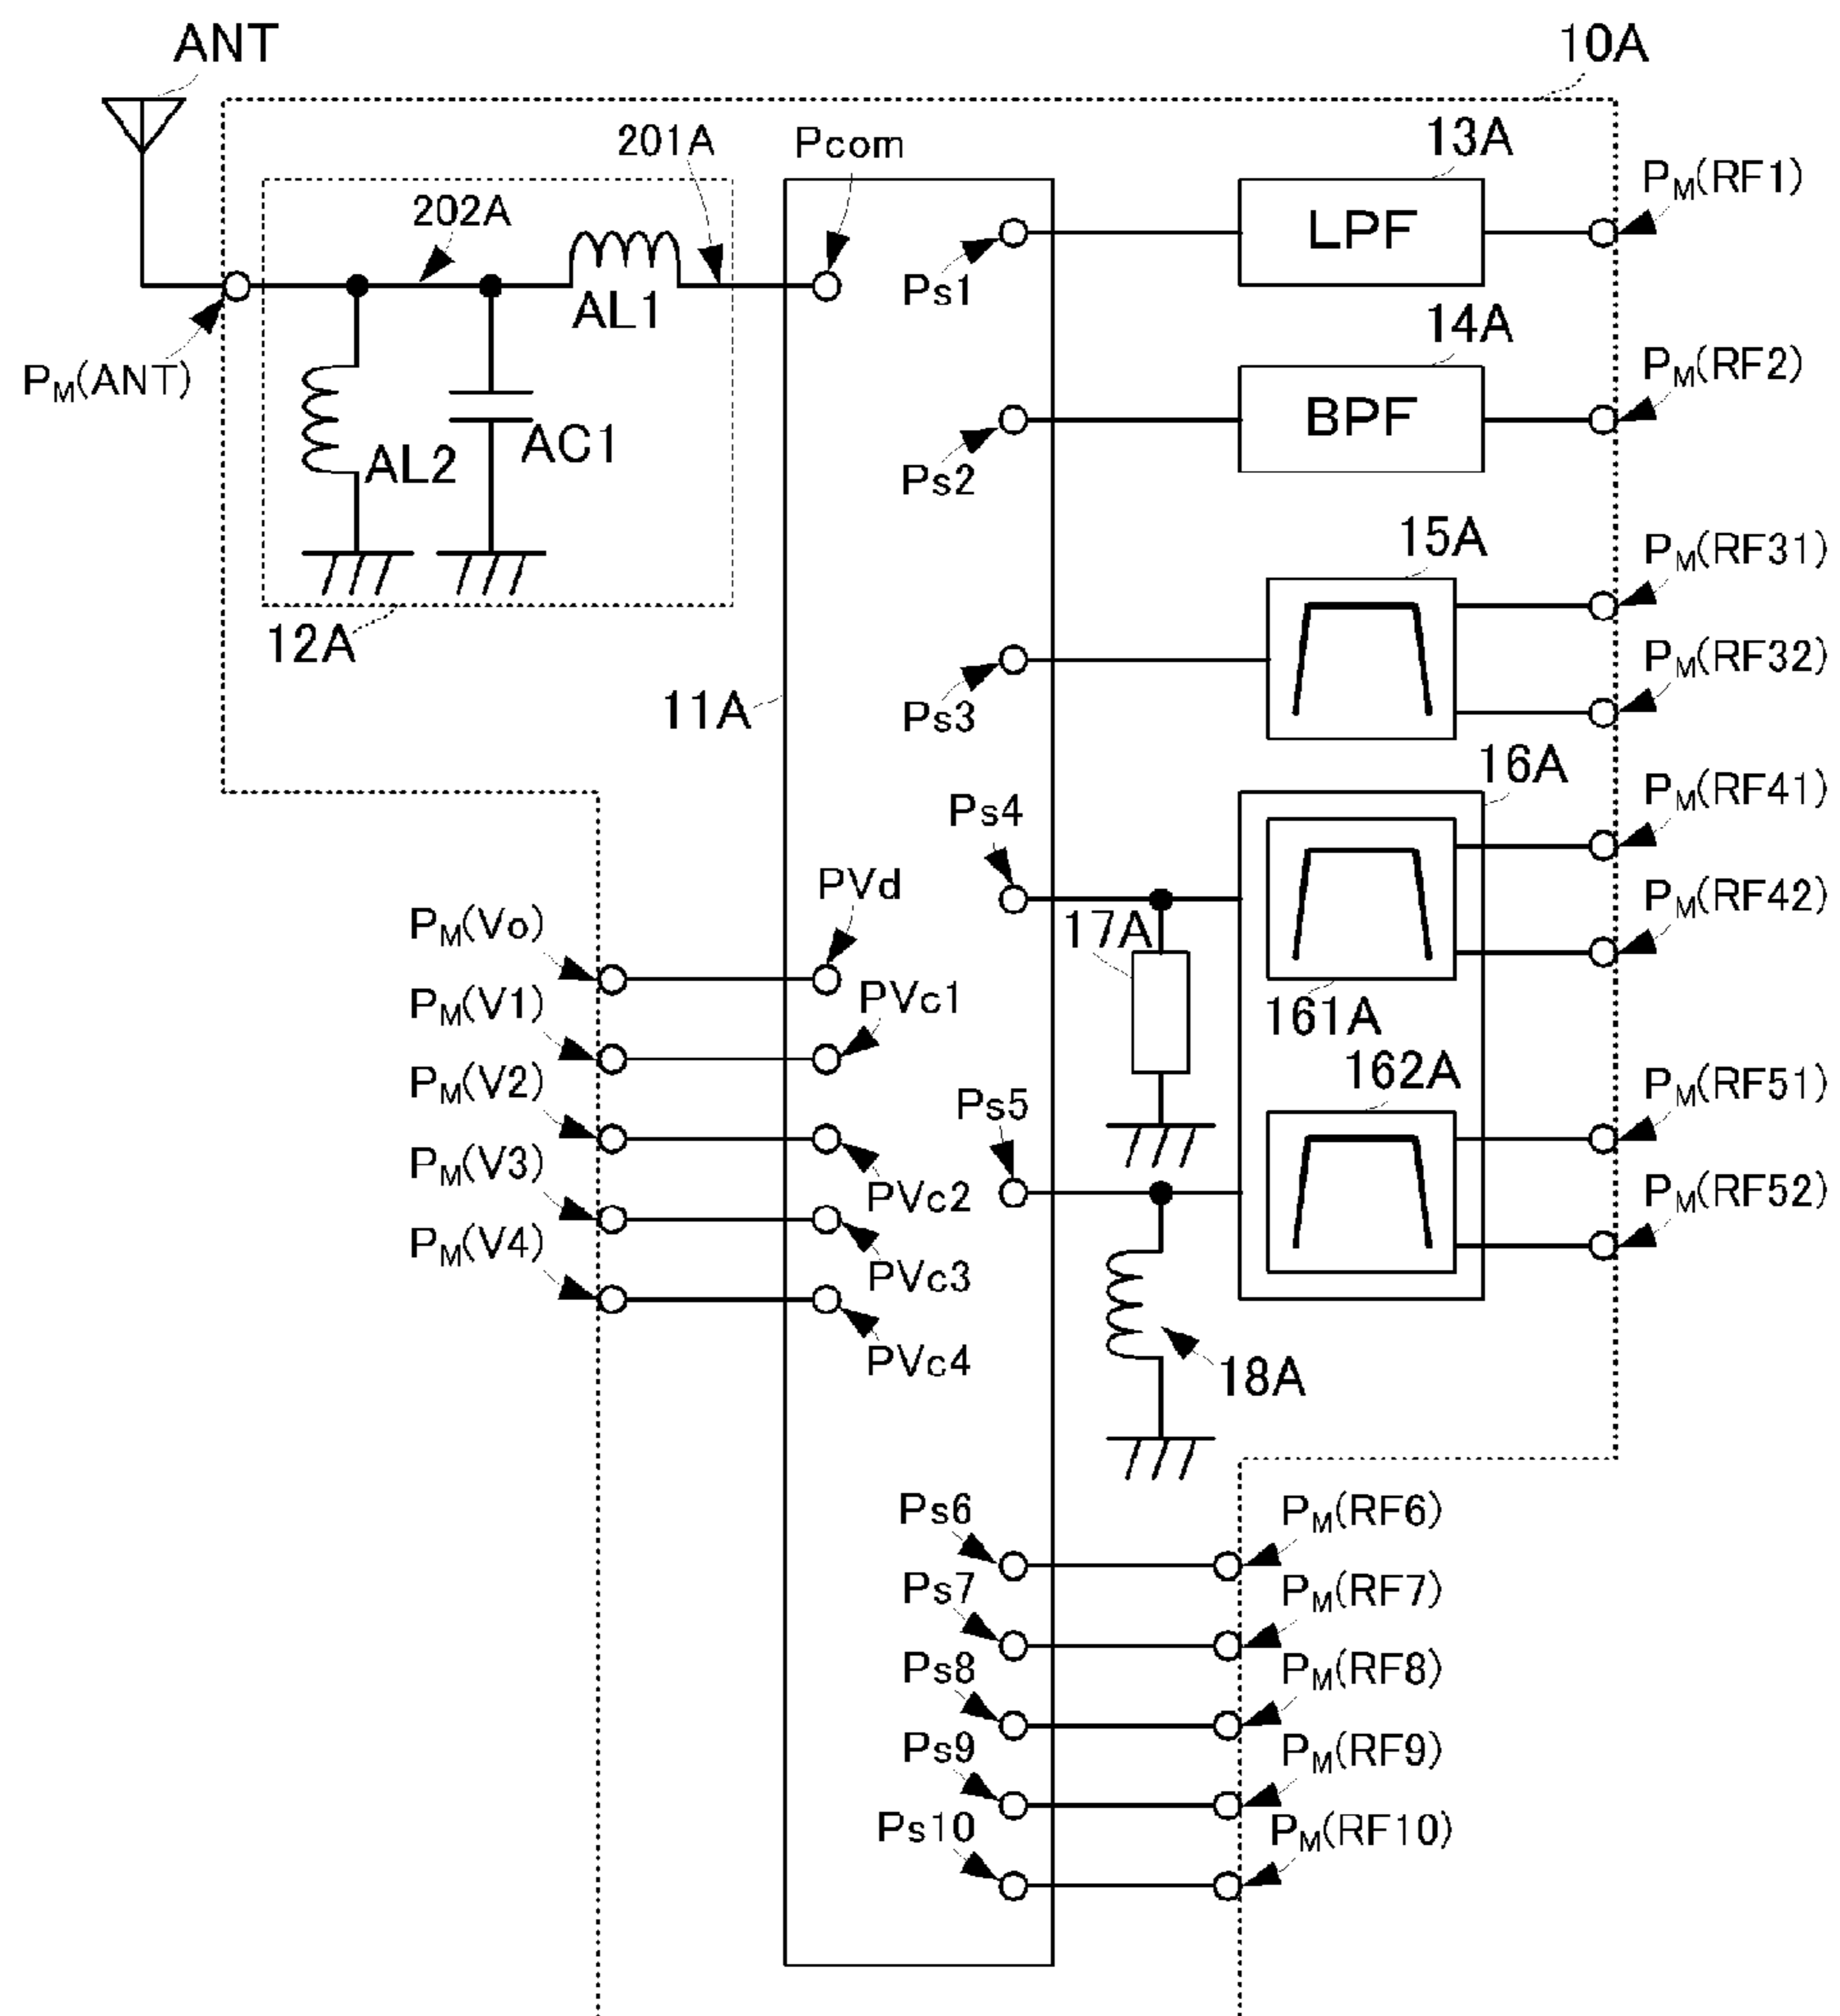 ANT
10A
201A
Pcom
13A
PM(RF1)
202A
LPF
Ps1
AL1
14A
PM(RF2)
PM(ANT)
BPF
AL2
AC1
Ps2
15A
PM(RF31)
12A
PM(RF32)
11A
Ps3
16A
PM(RF41)
Ps4
PVd
PM(RF42)
PM(Vo)
17A
PM(V1)
PVc1
161A
162A
PM(V2)
Ps5
PM(RF51)
PM(V3)
PVc2
PM(RF52)
PM(V4)
PVc3
PVc4
18A
Ps6
PM(RF6)
Ps7
PM(RF7)
Ps8
PM(RF8)
Ps9
PM(RF9)
Ps10
PM(RF10)